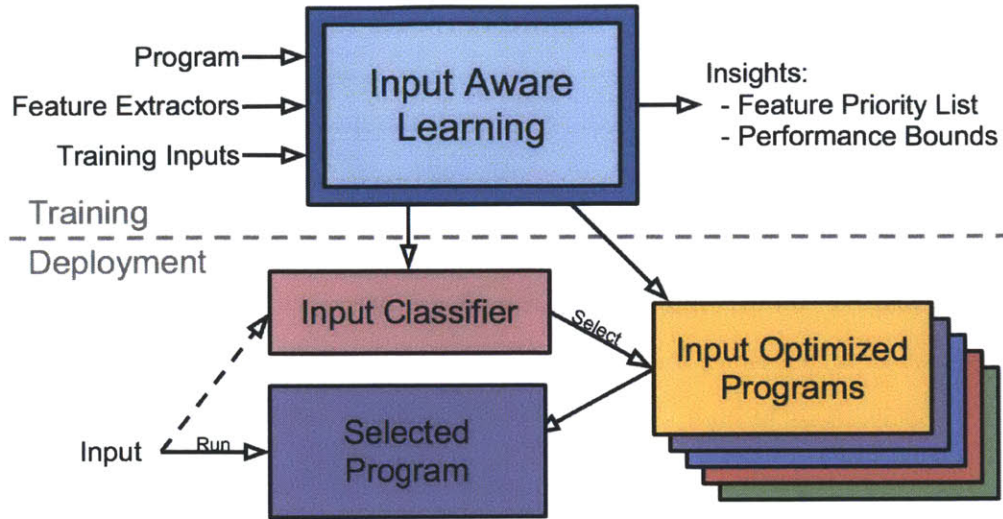 Program
Feature Extractors
Training Inputs
Input Aware
Learning
Insights:
- Feature Priority List
- Performance Bounds
Training
Deployment
Input Classifier
Select
Input Optimized
Programs
Input
Run
Selected
Program